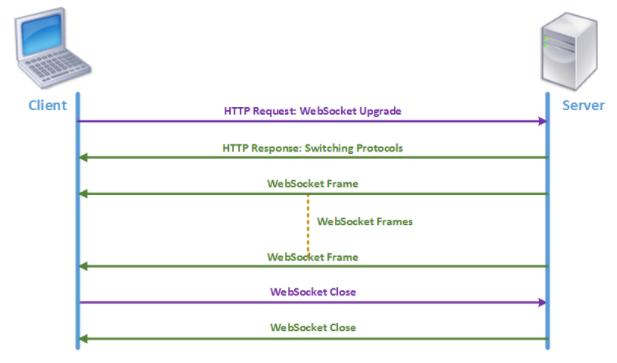 Client
Server
HTTP Request: WebSocket Upgrade
HTTP Response: Switching Protocols
WebSocket Frame
WebSocket Frames
WebSocket Frame
WebSocket Close
WebSocket Close